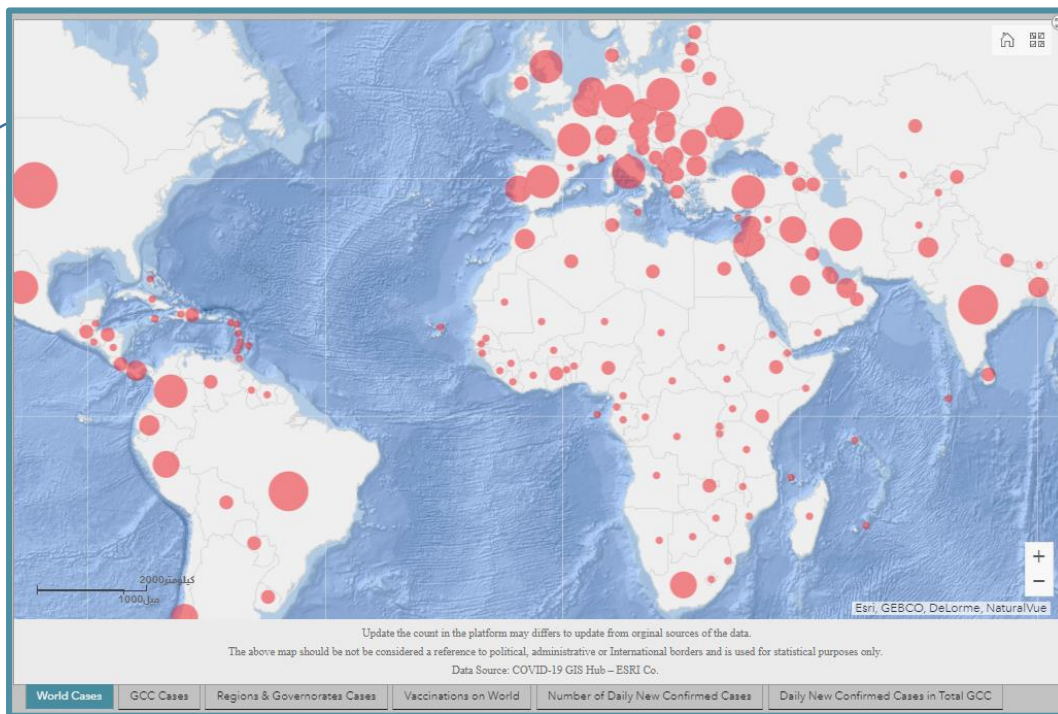 كيلومتر2000
ميل1000
+
−
Esri, GEBCO, DeLorme, NaturalVue
Update the count in the platform may differs to update from orginal sources of the data.
The above map should be not be considered a reference to political, administrative or International borders and is used for statistical purposes only.
Data Source: COVID-19 GIS Hub – ESRI Co.
World Cases GCC Cases Regions & Governorates Cases Vaccinations on World Number of Daily New Confirmed Cases Daily New Confirmed Cases in Total GCC